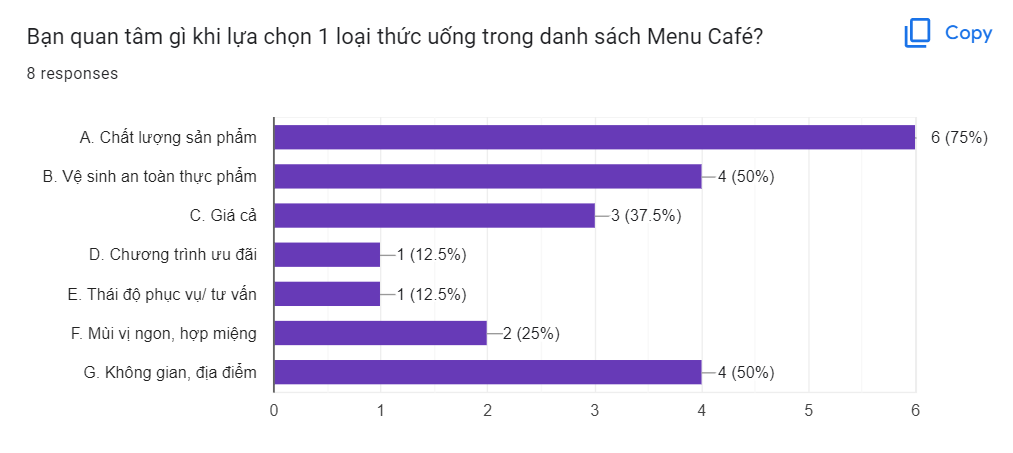 Bạn quan tâm gì khi lựa chọn 1 loại thức uống trong danh sách Menu Café?
Copy
8 responses
A. Chất lượng sản phẩm
6 (75%)
B. Vệ sinh an toàn thực phẩm
4 (50%)
C. Giá cả
3 (37.5%)
D. Chương trình ưu đãi
1 (12.5%)
E. Thái độ phục vụ/ tư vấn
1 (12.5%)
F. Mùi vị ngon, hợp miệng
2 (25%)
G. Không gian, địa điểm
4 (50%)
0 1 2 3 4 5 6